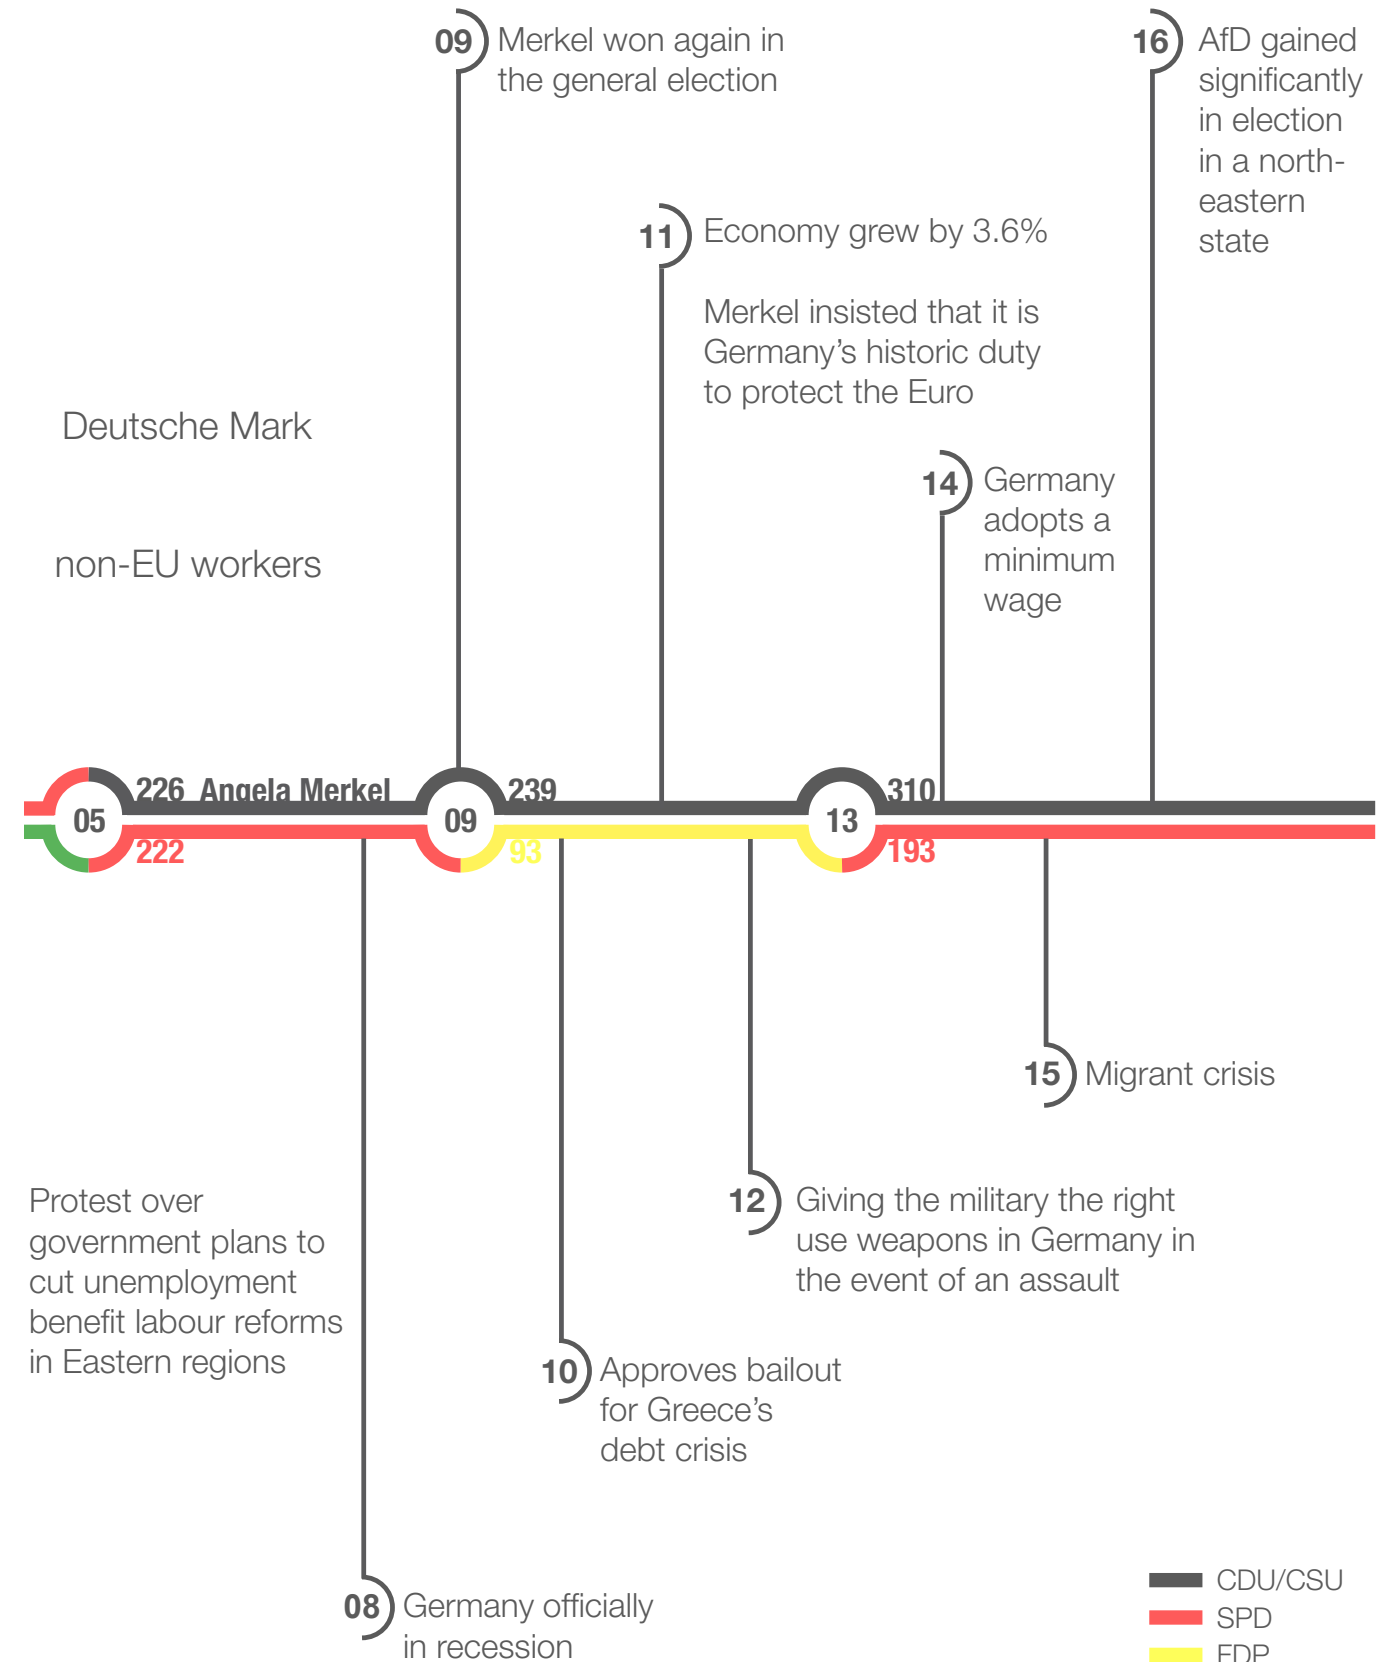 09
Merkel won again in
the general election
16
AfD gained
significantly
in election
in a north-
eastern
state
11
Economy grew by 3.6%
Merkel insisted that it is
Germany's historic duty
to protect the Euro
Deutsche Mark
14
Germany
adopts a
minimum
wage
non-EU workers
05
226 Angela Merkel
222
09
239
93
13
310
193
15
Migrant crisis
Protest over
government plans to
cut unemployment
benefit labour reforms
in Eastern regions
12
Giving the military the right
use weapons in Germany in
the event of an assault
10
Approves bailout
for Greece's
debt crisis
08
Germany officially
in recession
CDU/CSU
SPD
FDP